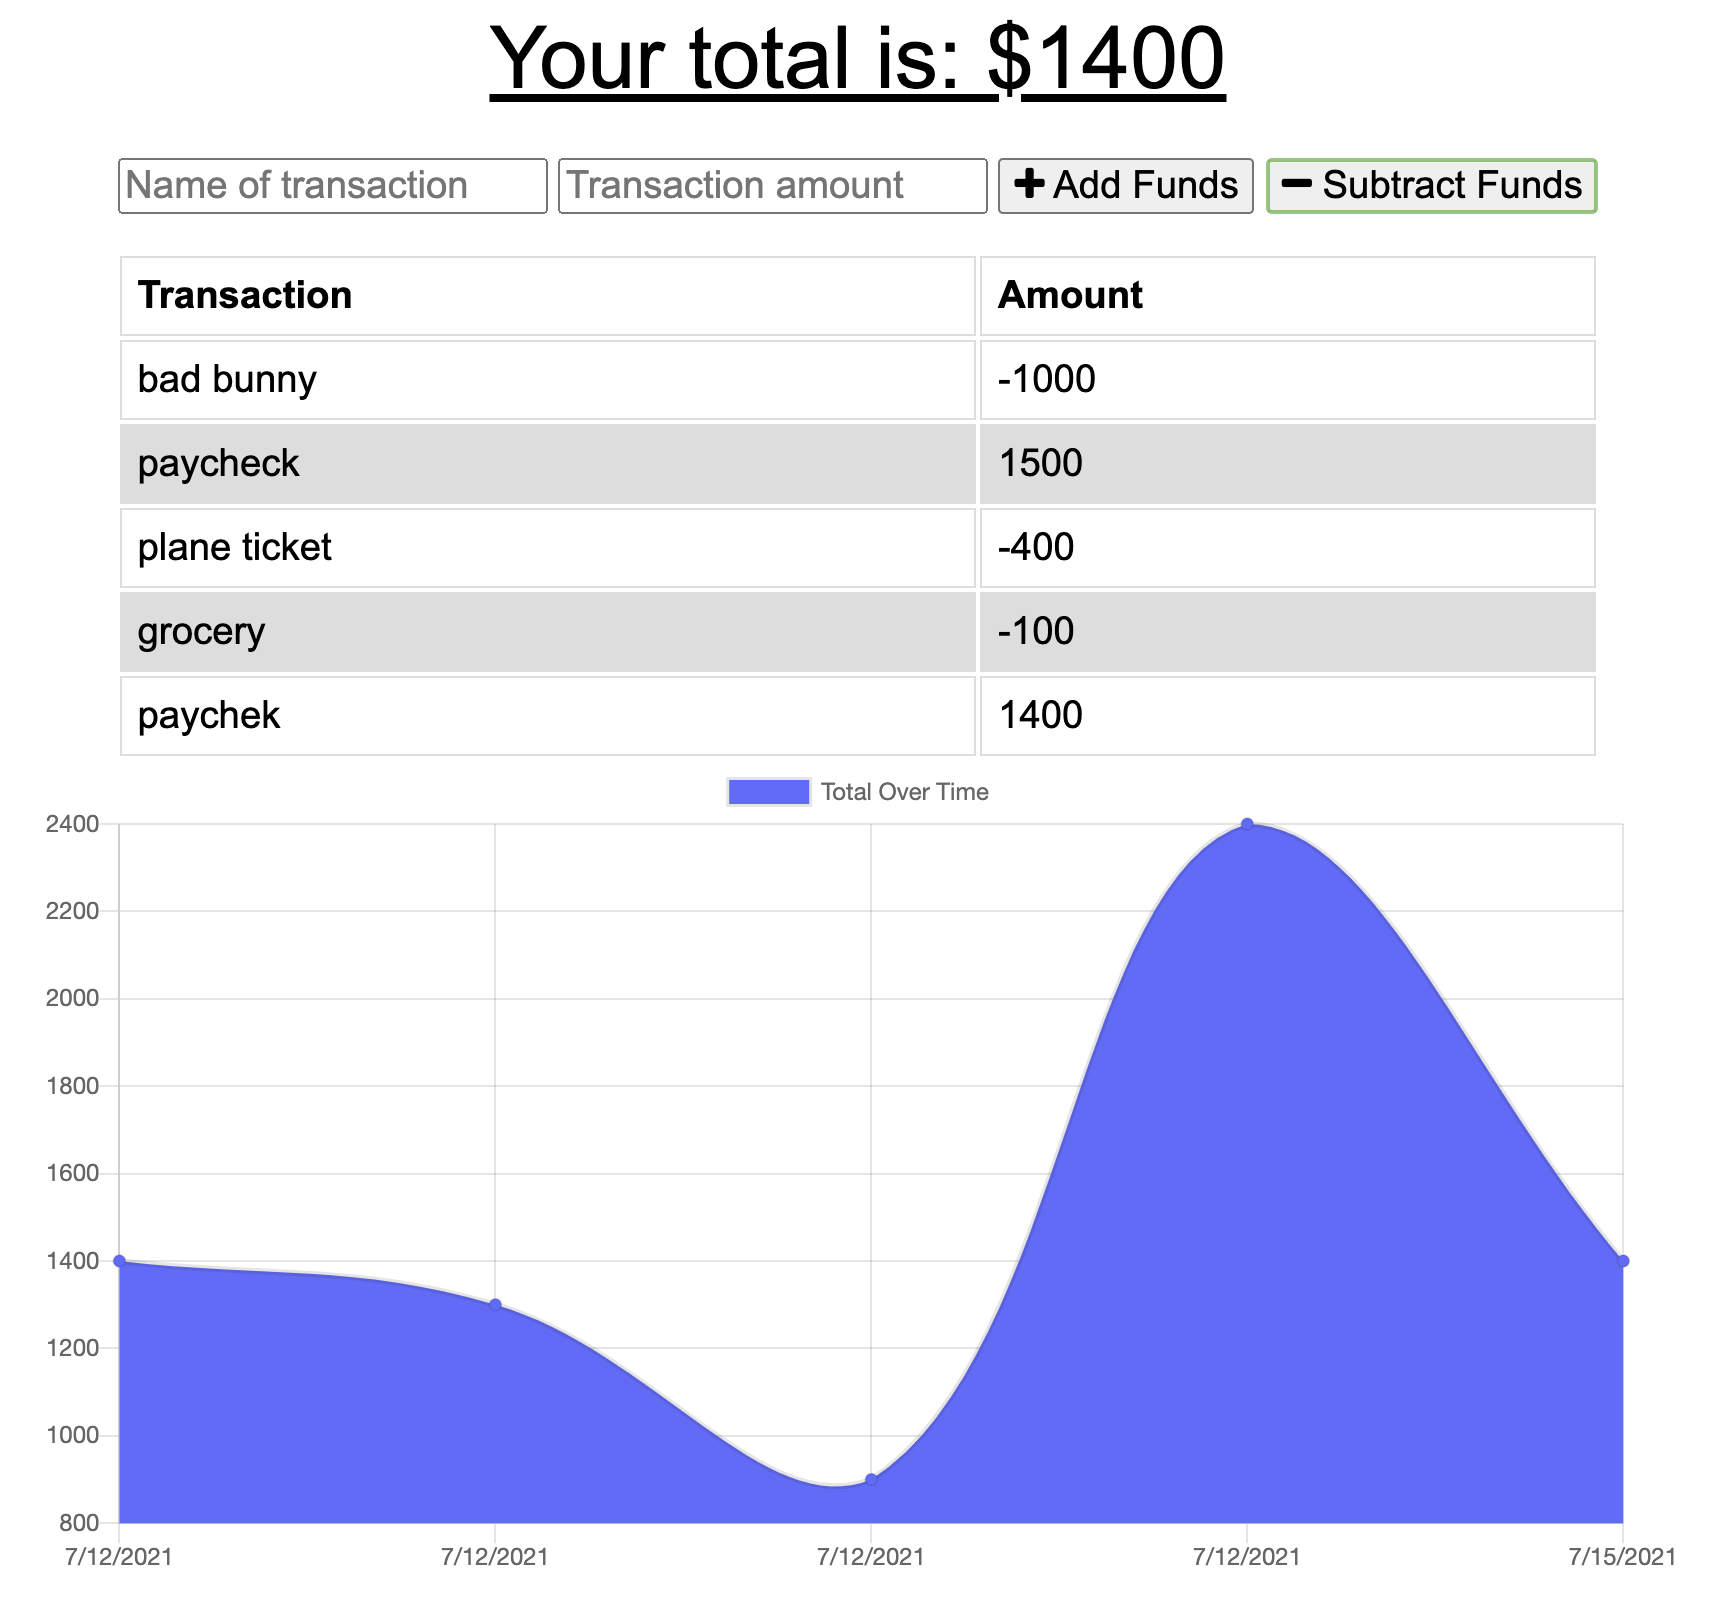 Your total is: $1400
Name of transaction Transaction amount Add Funds Subtract Funds
Transaction Amount
bad bunny -1000
paycheck 1500
plane ticket -400
grocery -100
paychek 1400
Total Over Time
2400
2200
2000
1800
1600
1400
1200
1000
800
7/12/2021 7/12/2021 7/12/2021 7/12/2021 7/15/2021